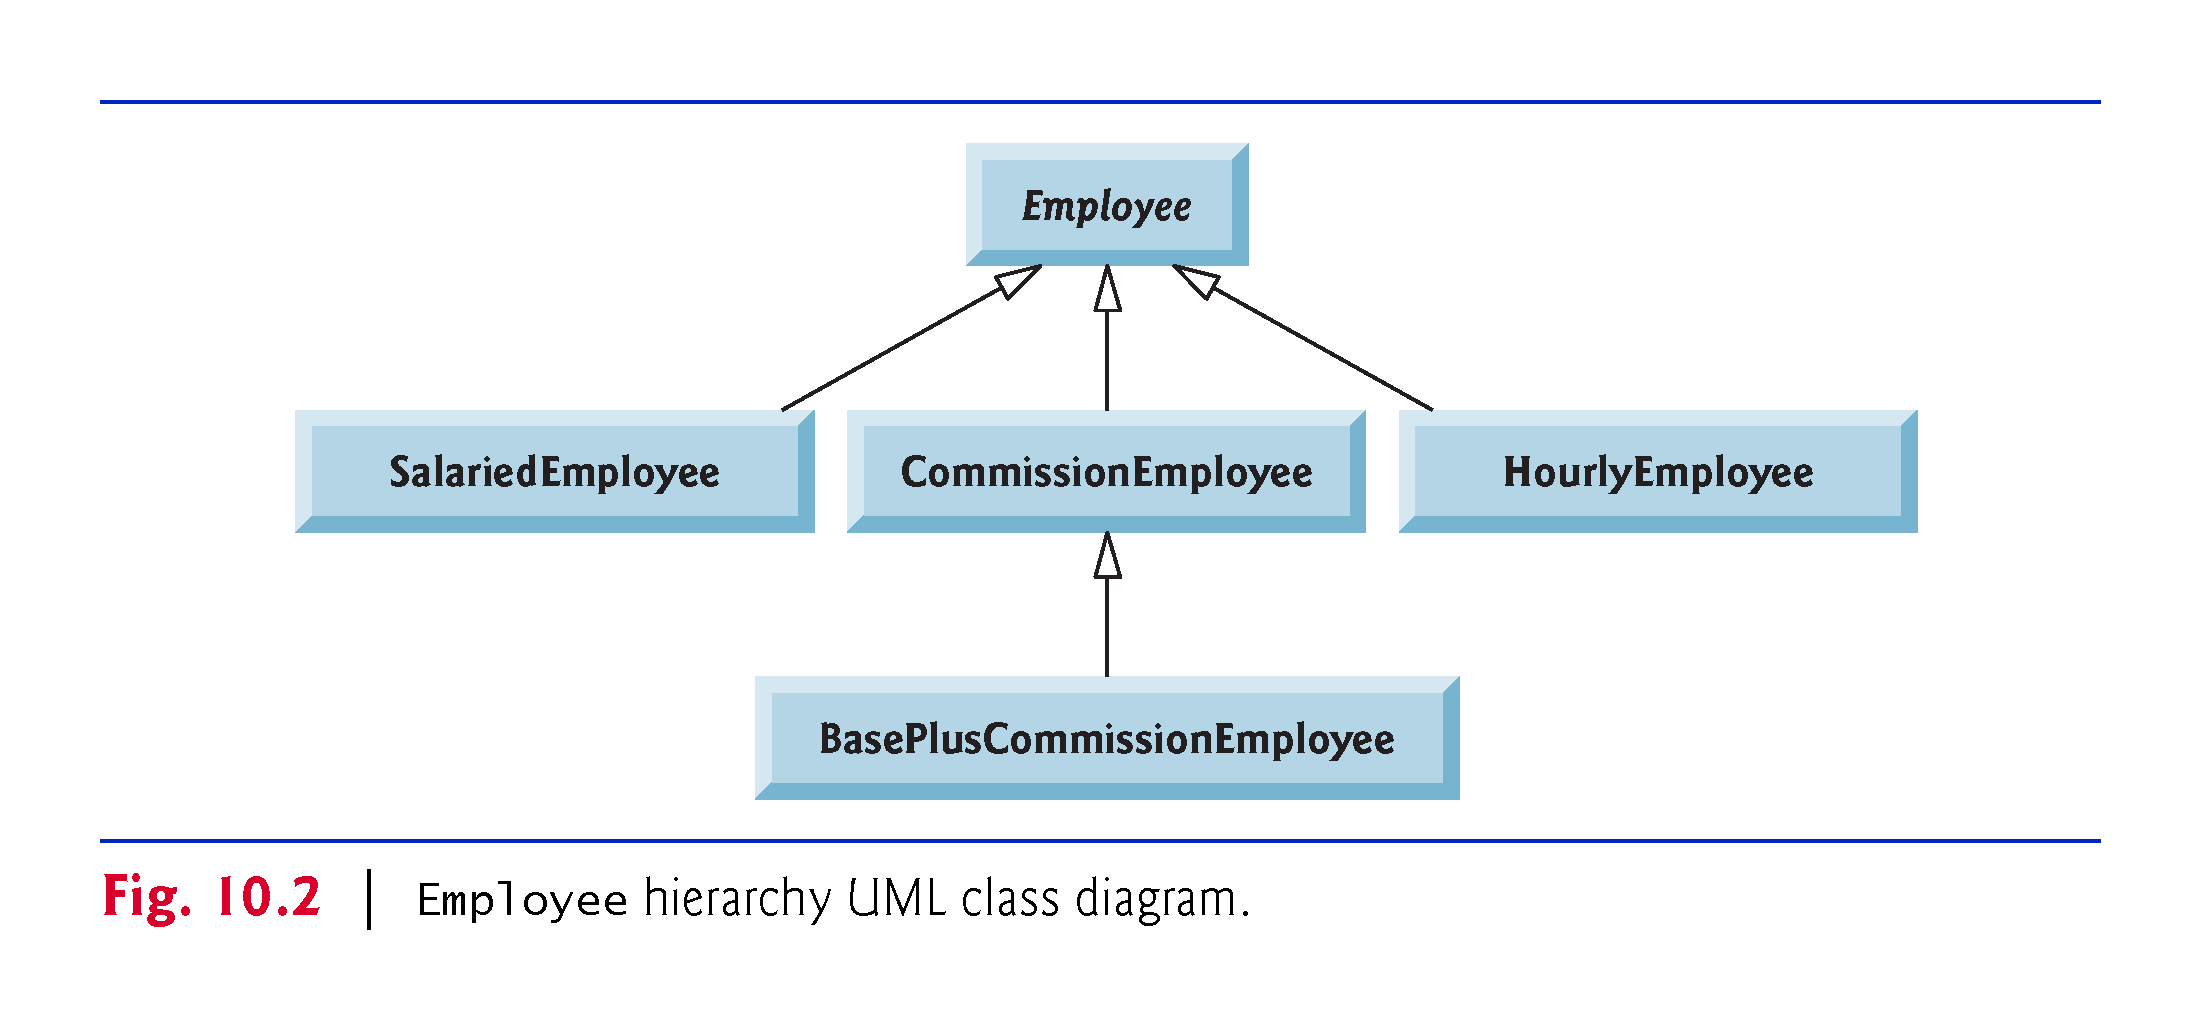 Employee
SalariedEmployee CommissionEmployee HourlyEmployee
BasePlusCommissionEmployee
Fig. 10.2 | Employee hierarchy UML class diagram.